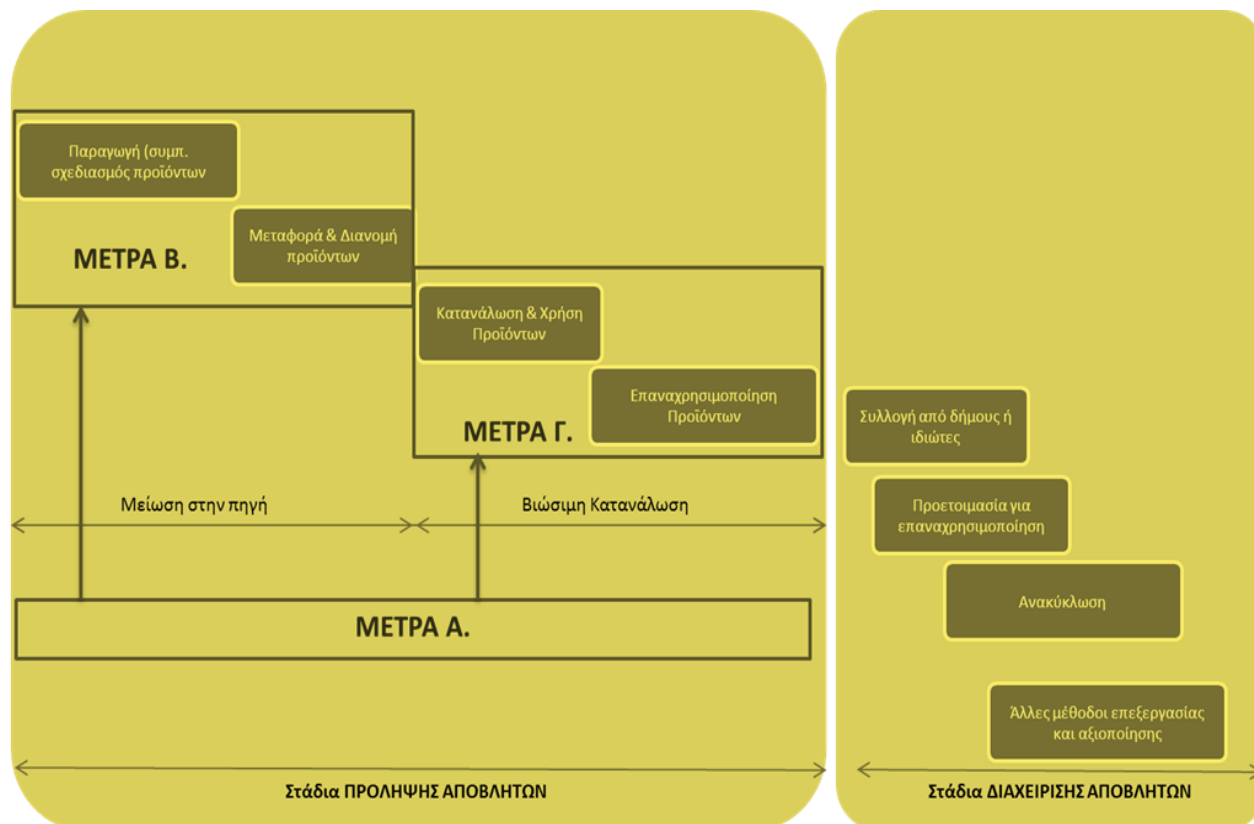 Παραγωγή (συμπ.
σχεδιασμός προϊόντων
Μεταφορά & Διανομή
προϊόντων
ΜΕΤΡΑ Β.
Κατανάλωση & Χρήση
Προϊόντων
Επαναχρησιμοποίηση
Προϊόντων
ΜΕΤΡΑ Γ.
Μείωση στην πηγή
Βιώσιμη Κατανάλωση
ΜΕΤΡΑ Α.
Στάδια ΠΡΟΛΗΨΗΣ ΑΠΟΒΛΗΤΩΝ
Συλλογή από δήμους ή
ιδιώτες
Προετοιμασία για
επαναχρησιμοποίηση
Ανακύκλωση
Άλλες μέθοδοι επεξεργασίας
και αξιοποίησης
Στάδια ΔΙΑΧΕΙΡΙΣΗΣ ΑΠΟΒΛΗΤΩΝ